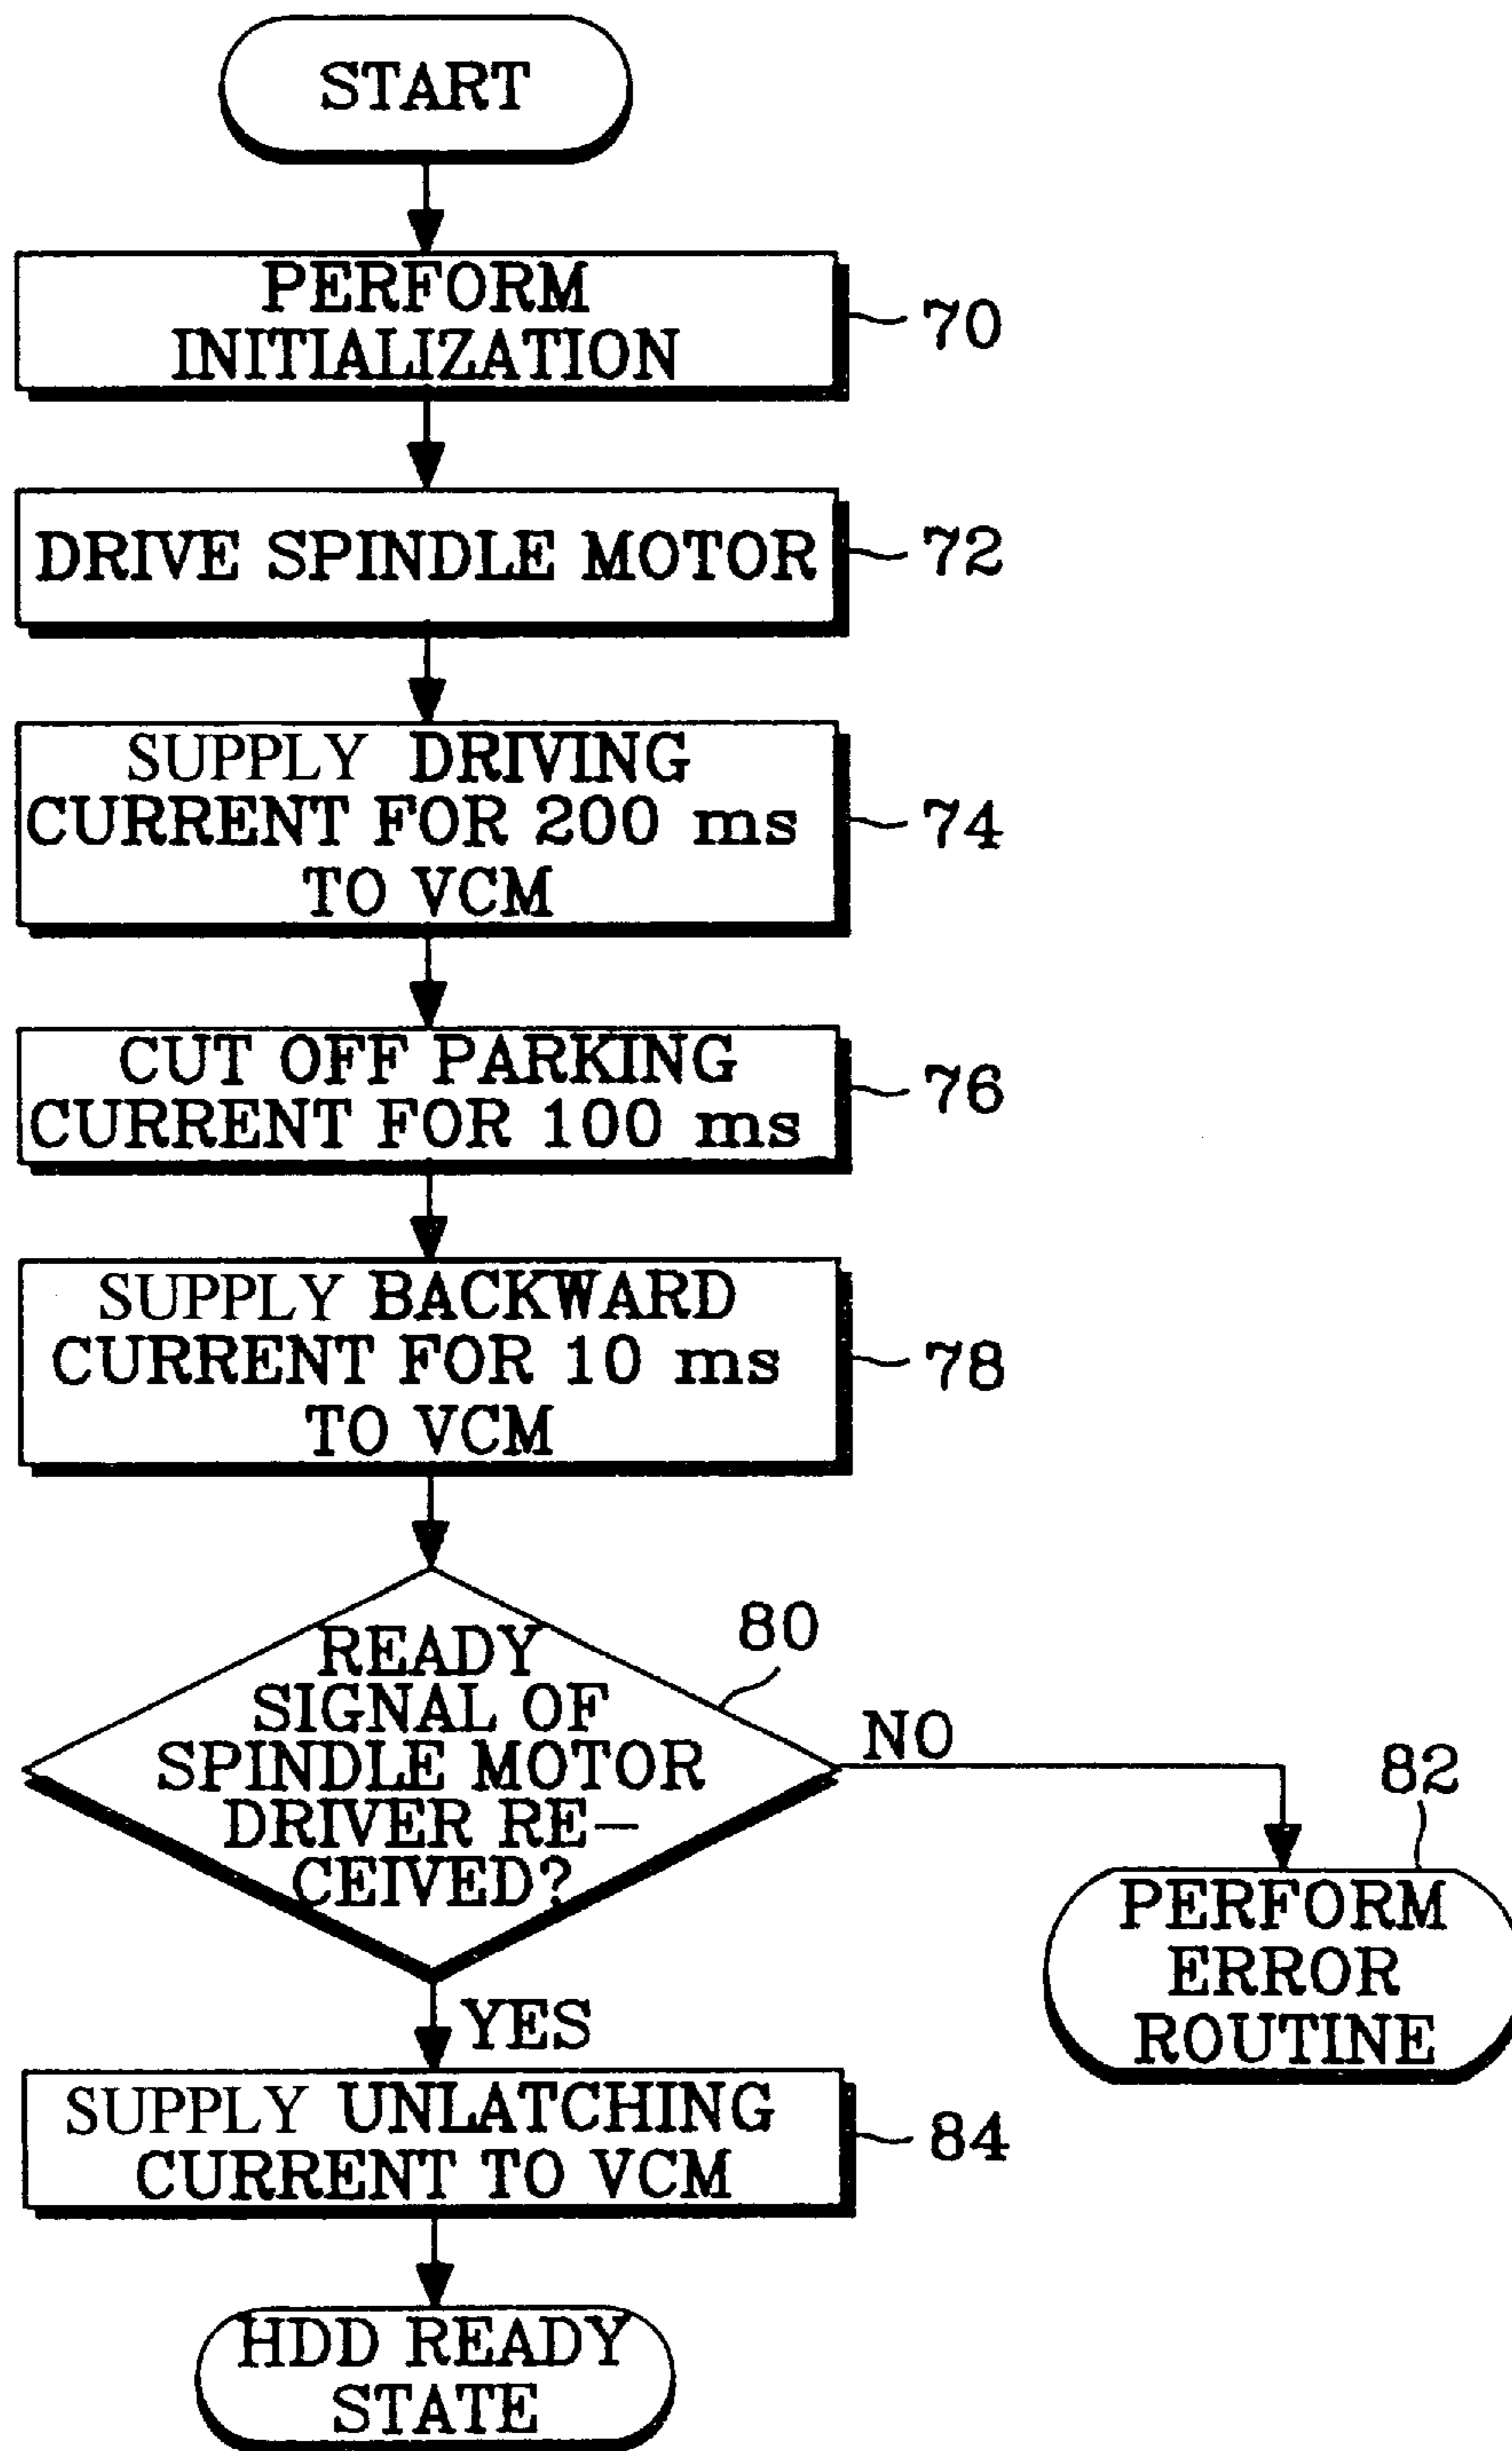 START
PERFORM
INITIALIZATION
70
DRIVE SPINDLE MOTOR
72
SUPPLY DRIVING
CURRENT FOR 200 ms
TO VCM
74
CUT OFF PARKING
CURRENT FOR 100 ms
76
SUPPLY BACKWARD
CURRENT FOR 10 ms
TO VCM
78
READY
SIGNAL OF
SPINDLE MOTOR
DRIVER RE-
CEIVED?
80
NO
82
PERFORM
ERROR
ROUTINE
YES
SUPPLY UNLATCHING
CURRENT TO VCM
84
HDD READY
STATE